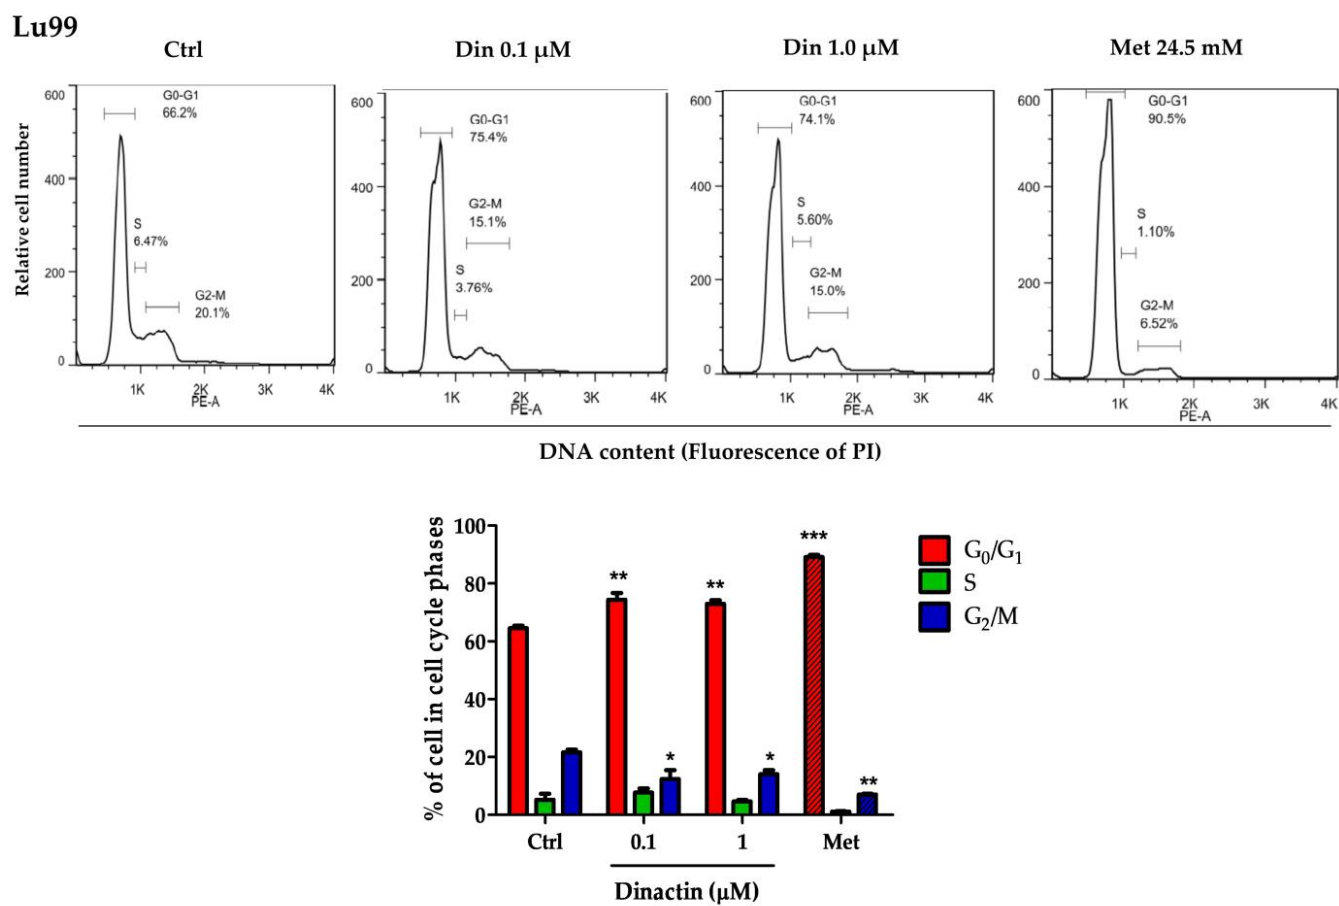 Lu99
Ctrl
Din 0.1 μM
Din 1.0 μM
Met 24.5 mM
Relative cell number
600
400
200
0
G0-G1
66.2%
S
6.47%
G2-M
20.1%
1K
2K
3K
4K
PE-A
600
400
200
0
G0-G1
75.4%
G2-M
15.1%
S
3.76%
1K
2K
3K
4K
PE-A
600
400
200
0
G0-G1
74.1%
S
5.60%
G2-M
15.0%
1K
2K
3K
4K
PE-A
600
400
200
0
G0-G1
90.5%
S
1.10%
G2-M
6.52%
1K
2K
3K
4K
PE-A
DNA content (Fluorescence of PI)
% of cell in cell cycle phases
100
80
60
40
20
0
**
*
**
*
***
**
Ctrl
0.1
1
Met
Dinactin (μM)
G0/G1
S
G2/M